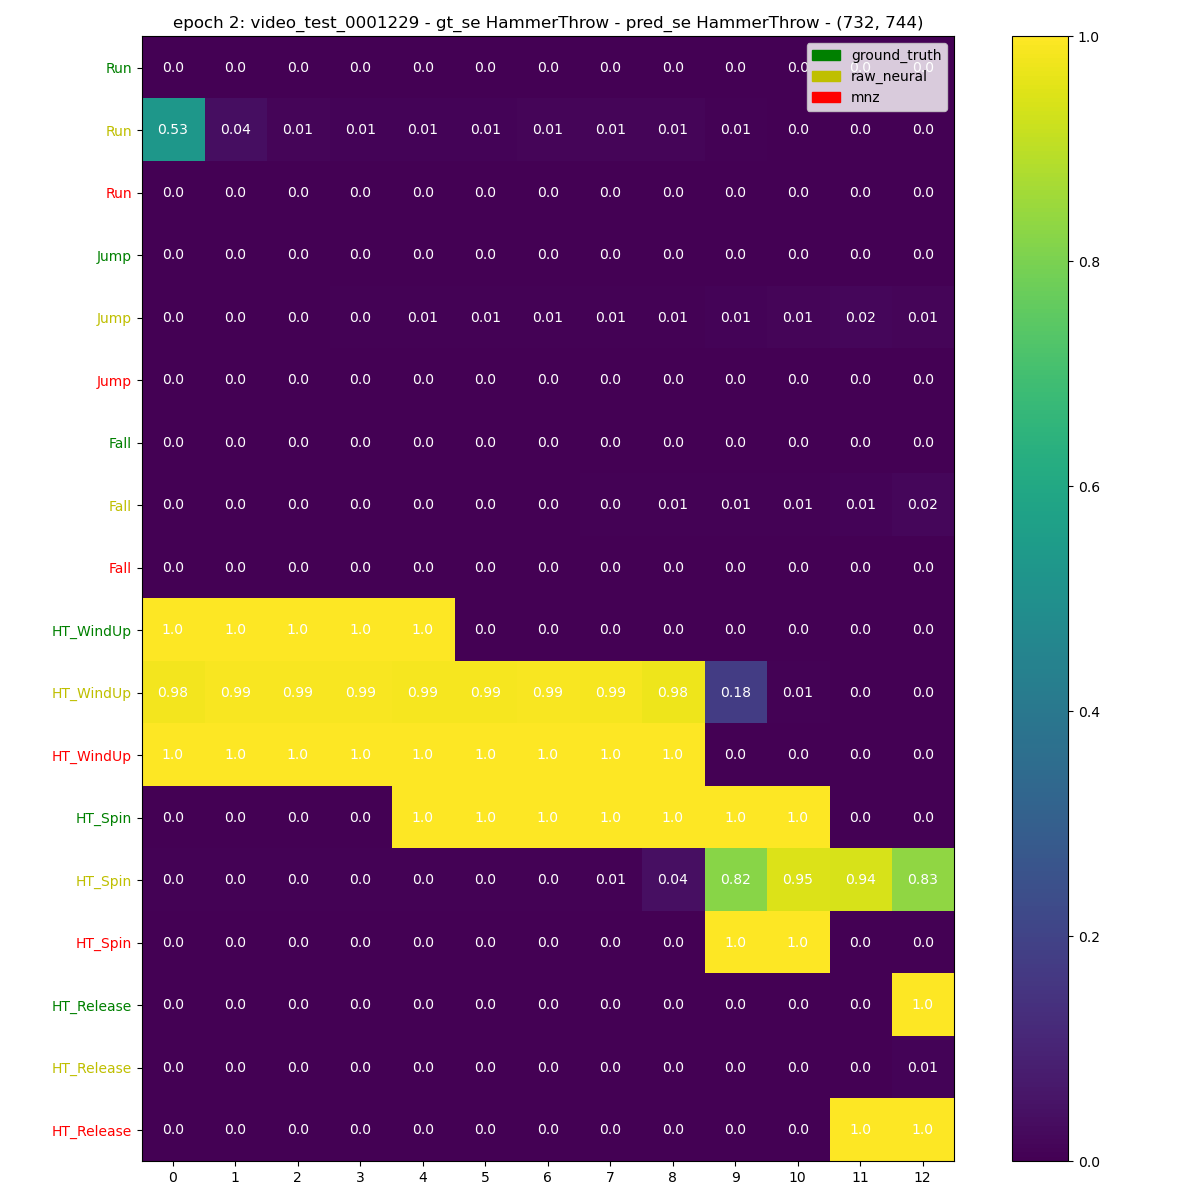 epoch 2: video_test_0001229 - gt_se HammerThrow - pred_se HammerThrow - (732, 744)
ground_truth
raw_neural
mnz
Run 0.0 0.0 0.0 0.0 0.0 0.0 0.0 0.0 0.0 0.0 0.0 0.0 0.0
Run 0.53 0.04 0.01 0.01 0.01 0.01 0.01 0.01 0.01 0.01 0.0 0.0 0.0
Run 0.0 0.0 0.0 0.0 0.0 0.0 0.0 0.0 0.0 0.0 0.0 0.0 0.0
Jump 0.0 0.0 0.0 0.0 0.0 0.0 0.0 0.0 0.0 0.0 0.0 0.0 0.0
Jump 0.0 0.0 0.0 0.0 0.01 0.01 0.01 0.01 0.01 0.01 0.01 0.02 0.01
Jump 0.0 0.0 0.0 0.0 0.0 0.0 0.0 0.0 0.0 0.0 0.0 0.0 0.0
Fall 0.0 0.0 0.0 0.0 0.0 0.0 0.0 0.0 0.0 0.0 0.0 0.0 0.0
Fall 0.0 0.0 0.0 0.0 0.0 0.0 0.0 0.0 0.01 0.01 0.01 0.01 0.02
Fall 0.0 0.0 0.0 0.0 0.0 0.0 0.0 0.0 0.0 0.0 0.0 0.0 0.0
HT_WindUp 1.0 1.0 1.0 1.0 1.0 0.0 0.0 0.0 0.0 0.0 0.0 0.0 0.0
HT_WindUp 0.98 0.99 0.99 0.99 0.99 0.99 0.99 0.99 0.98 0.18 0.01 0.0 0.0
HT_WindUp 1.0 1.0 1.0 1.0 1.0 1.0 1.0 1.0 1.0 0.0 0.0 0.0 0.0
HT_Spin 0.0 0.0 0.0 0.0 1.0 1.0 1.0 1.0 1.0 1.0 1.0 0.0 0.0
HT_Spin 0.0 0.0 0.0 0.0 0.0 0.0 0.0 0.01 0.04 0.82 0.95 0.94 0.83
HT_Spin 0.0 0.0 0.0 0.0 0.0 0.0 0.0 0.0 0.0 1.0 1.0 0.0 0.0
HT_Release 0.0 0.0 0.0 0.0 0.0 0.0 0.0 0.0 0.0 0.0 0.0 0.0 1.0
HT_Release 0.0 0.0 0.0 0.0 0.0 0.0 0.0 0.0 0.0 0.0 0.0 0.0 0.01
HT_Release 0.0 0.0 0.0 0.0 0.0 0.0 0.0 0.0 0.0 0.0 0.0 1.0 1.0
0 1 2 3 4 5 6 7 8 9 10 11 12
1.0
0.8
0.6
0.4
0.2
0.0